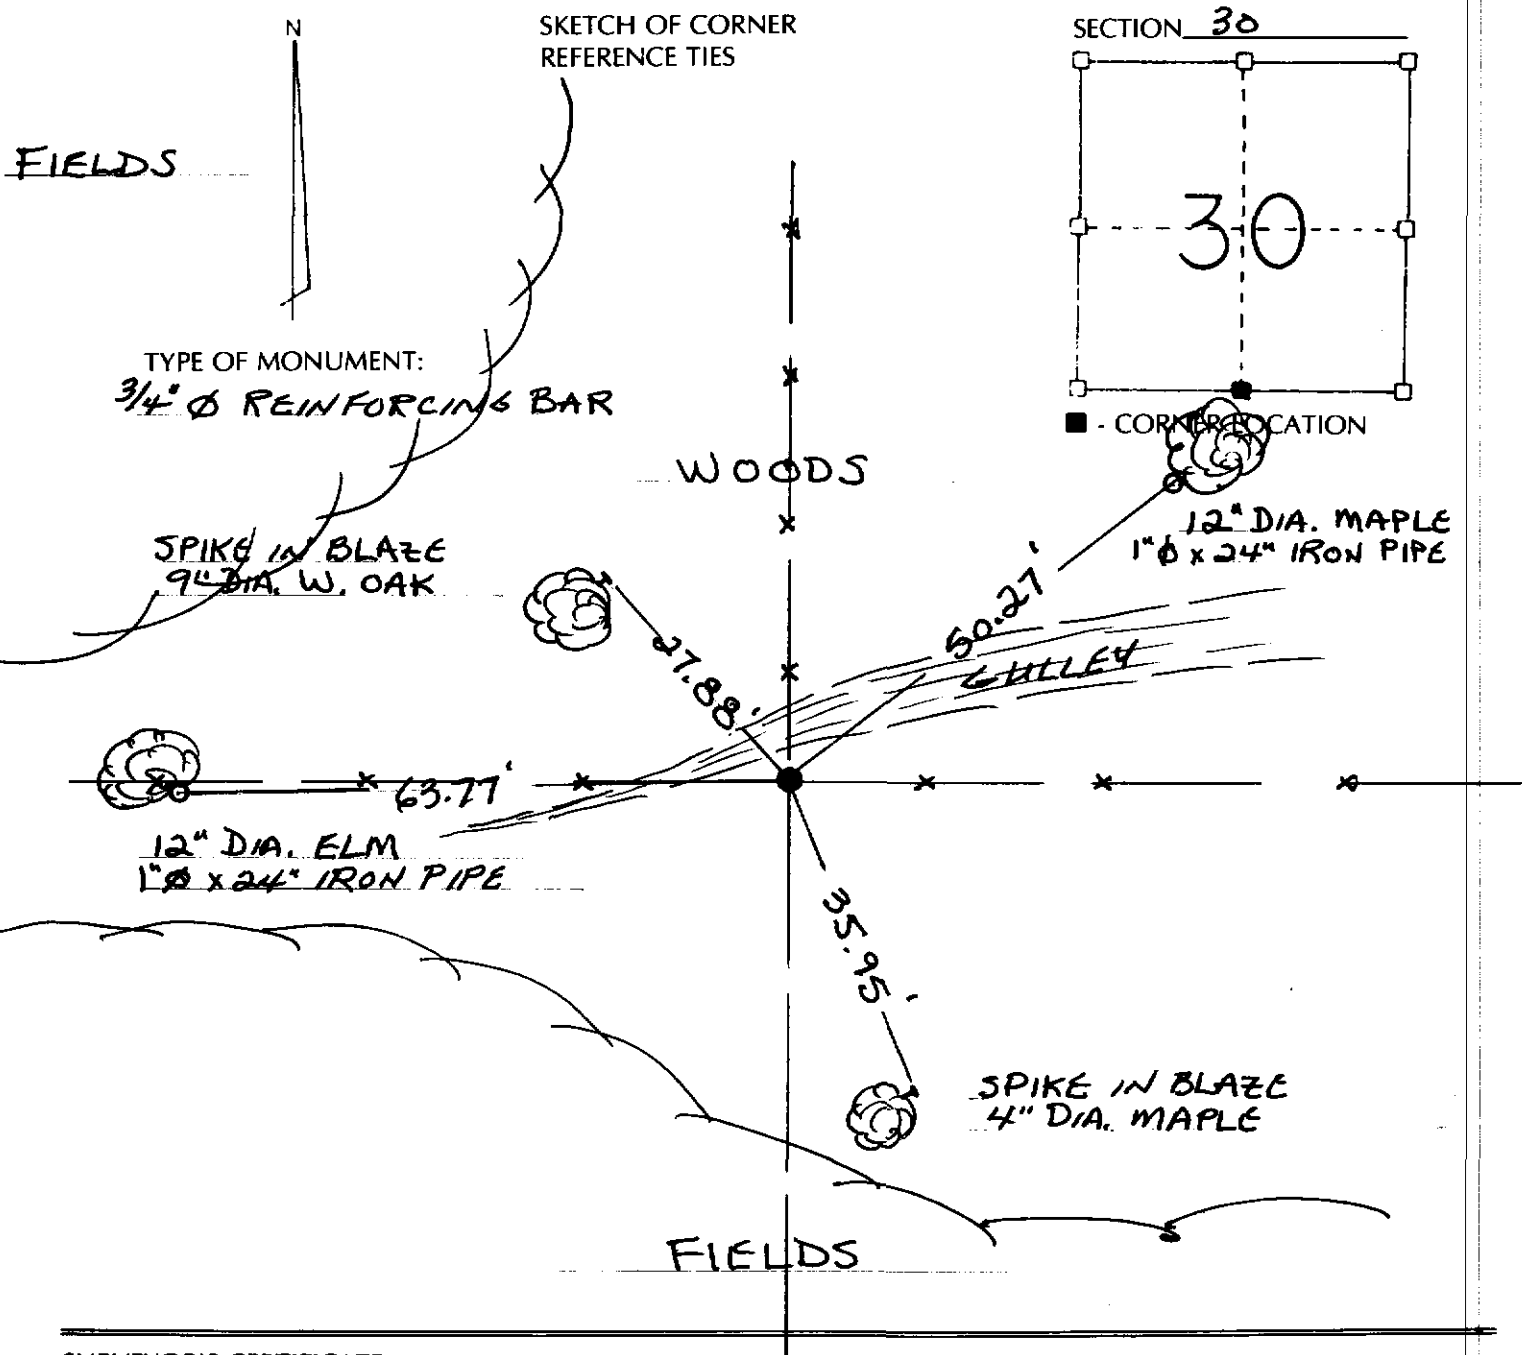 N
SKETCH OF CORNER
REFERENCE TIES
SECTION 30
FIELDS
30
TYPE OF MONUMENT:
3/4" Ø REINFORCING BAR
■ - CORNER LOCATION
WOODS
12" DIA. MAPLE
1"Ø x 24" IRON PIPE
SPIKE IN BLAZE
9" DIA. W. OAK
50.27'
27.88'
GULLEY
63.77'
12" DIA. ELM
1"Ø x 24" IRON PIPE
35.95'
SPIKE IN BLAZE
4" DIA. MAPLE
FIELDS